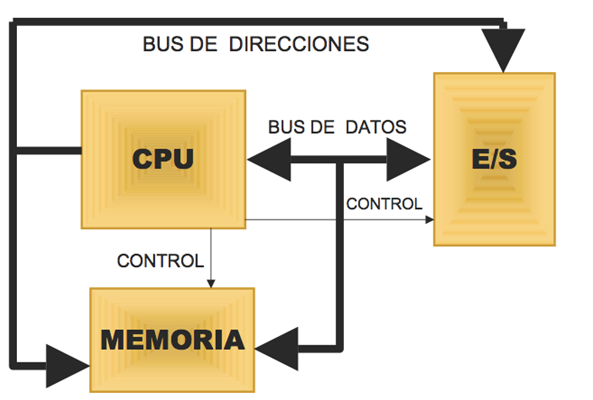 BUS DE DIRECCIONES
CPU
BUS DE DATOS
E/S
CONTROL
CONTROL
MEMORIA